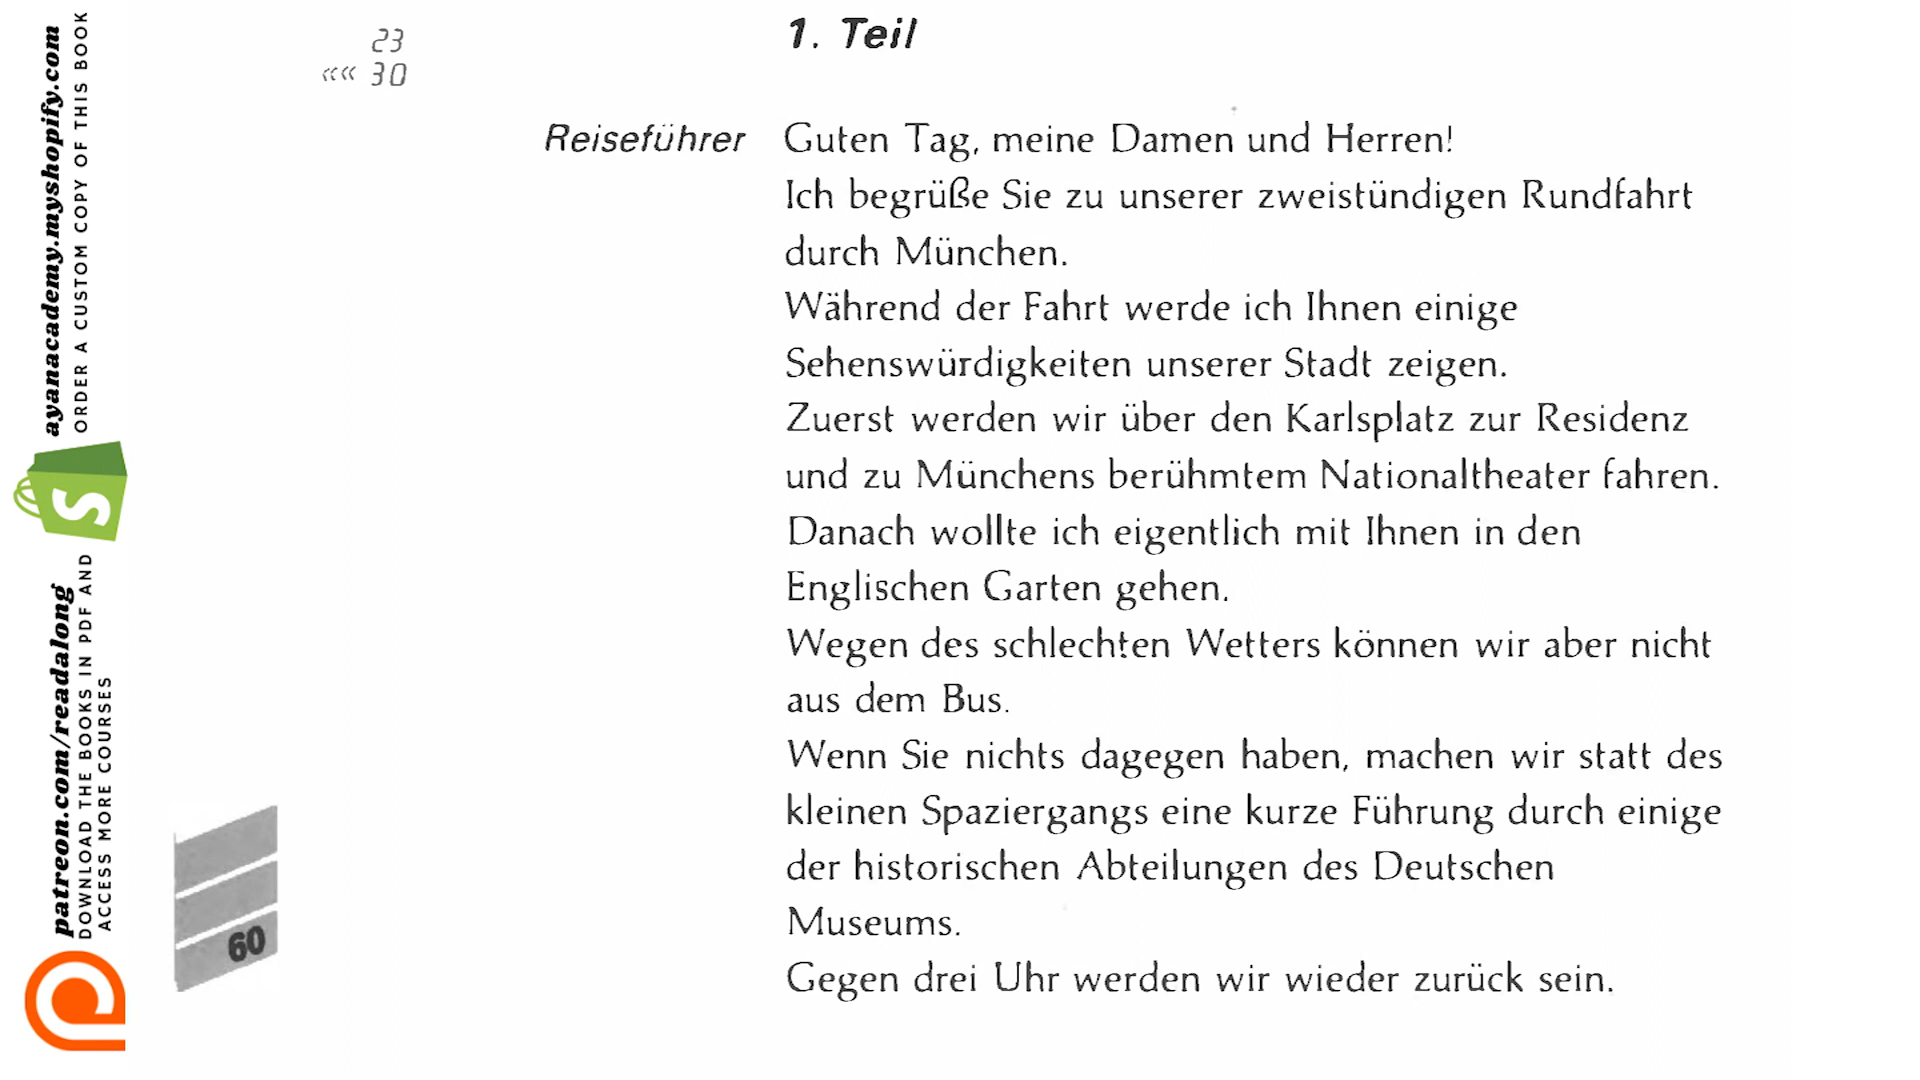 ayanacademy.myshopify.com
ORDER A CUSTOM COPY OF THIS BOOK
patreon.com/readalong
DOWNLOAD THE BOOKS IN PDF AND
ACCESS MORE COURSES
23
«« 30
60
1. Teil
Reiseführer Guten Tag, meine Damen und Herren!
Ich begrüße Sie zu unserer zweistündigen Rundfahrt
durch München.
Während der Fahrt werde ich Ihnen einige
Sehenswürdigkeiten unserer Stadt zeigen.
Zuerst werden wir über den Karlsplatz zur Residenz
und zu Münchens berühmtem Nationaltheater fahren.
Danach wollte ich eigentlich mit Ihnen in den
Englischen Garten gehen.
Wegen des schlechten Wetters können wir aber nicht
aus dem Bus.
Wenn Sie nichts dagegen haben, machen wir statt des
kleinen Spaziergangs eine kurze Führung durch einige
der historischen Abteilungen des Deutschen
Museums.
Gegen drei Uhr werden wir wieder zurück sein.